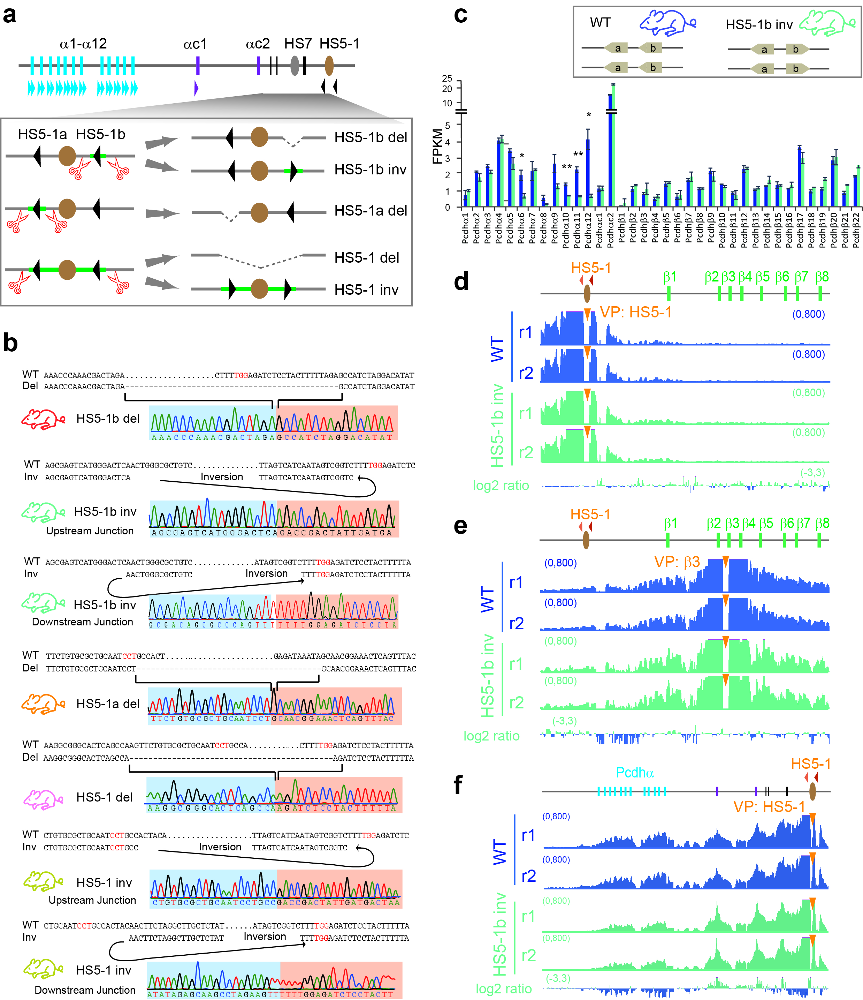 a
α1-α12 αc1 αc2 HS7 HS5-1
HS5-1a HS5-1b
HS5-1b del
HS5-1b inv
HS5-1a del
HS5-1 del
HS5-1 inv
b
WT AAACCCAAACGACTAGA..................CTTTTGGAGATCTCCTACTTTTTAGAGCCATCTAGGACATAT
Del AAACCCAAACGACTAGA-------------------------------------------GCCATCTAGGACATAT
HS5-1b del
AAACCCAAACGACTAGAGCCATCTAGGACATAT
WT AGCGAGTCATGGGACTCAACTGGGCGCTGTC..............TTAGTCATCAATAGTCGGTCTTTTGGAGATCTC
Inv AGCGAGTCATGGGACTCA Inversion TTAGTCATCAATAGTCGGTC
HS5-1b inv
Upstream Junction
AGCGAGTCATGGGACTCAGACCGACTATTGATGA
WT AGCGAGTCATGGGACTCAACTGGGCGCTGTC.............ATAGTCGGTCTTTTGGAGATCTCCTACTTTTTA
Inv AACTGGGCGCTGTC Inversion TTTTGGAGATCTCCTACTTTTTA
HS5-1b inv
Downstream Junction
GCGACAGCGCCCAGTTTTTTTGGAGATCTCCTA
WT TTCTGTGCGCTGCAATCCTGCCACT......................GAGATAAATAGCAACGGAAACTCAGTTTAC
Del TTCTGTGCGCTGCAATCCT-------------------------------------GCAACGGAAACTCAGTTTAC
HS5-1a del
TTCTGTGCGCTGCAATCCTGCAACGGAAACTCAGTTTAC
WT AAGGCGGGCACTCAGCCAAGTTCTGTGCGCTGCAATCCTGCCA...........CTTTTGGAGATCTCCTACTTTTTA
Del AAGGCGGGCACTCAGCCA-----------------------------------------AGATCTCCTACTTTTTA
HS5-1 del
AAGGCGGGCACTCAGCCAAGATCTCCTACTTTTTA
WT CTGTGCGCTGCAATCCTGCCACTACA.................TTAGTCATCAATAGTCGGTCTTTTGGAGATCTC
Inv CTGTGCGCTGCAATCCTGCC Inversion TTAGTCATCAATAGTCGGTC
HS5-1 inv
Upstream Junction
CTGTGCGCTGCAATCCTGCCGACCGACTATTGATGACTAA
WT CTGCAATCCTGCCACTACAACTTCTAGGCTTGCTCTAT......ATAGTCGGTCTTTTGGAGATCTCCTACTTTTTA
Inv AACTTCTAGGCTTGCTCTAT Inversion TTTTGGAGATCTCCTACTTTTTA
HS5-1 inv
Downstream Junction
ATATAGAGCAAGCCTAGAAGTTTTTTGGAGATCTCCTACTT
c
WT HS5-1b inv
a b a b
a b a b
FPKM
25
20
10
5
4
3
2
1
0
* ** ** *
Pcdhα1 Pcdhα2 Pcdhα3 Pcdhα4 Pcdhα5 Pcdhα6 Pcdhα7 Pcdhα8 Pcdhα9 Pcdhα10 Pcdhα11 Pcdhα12 Pcdhαc1 Pcdhαc2 Pcdhβ1 Pcdhβ2 Pcdhβ3 Pcdhβ4 Pcdhβ5 Pcdhβ6 Pcdhβ7 Pcdhβ8 Pcdhβ9 Pcdhβ10 Pcdhβ11 Pcdhβ12 Pcdhβ13 Pcdhβ14 Pcdhβ15 Pcdhβ16 Pcdhβ17 Pcdhβ18 Pcdhβ19 Pcdhβ20 Pcdhβ21 Pcdhβ22
d
HS5-1 β1 β2 β3 β4 β5 β6 β7 β8
VP: HS5-1
WT
r1 (0,800)
r2 (0,800)
HS5-1b inv
r1 (0,800)
r2 (0,800)
log2 ratio (-3,3)
e
HS5-1 β1 β2 β3 β4 β5 β6 β7 β8
VP: β3
WT
r1 (0,800)
r2 (0,800)
HS5-1b inv
r1 (0,800)
r2 (0,800)
log2 ratio (-3,3)
f
Pcdhα HS5-1
VP: HS5-1
WT
r1 (0,800)
r2 (0,800)
HS5-1b inv
r1 (0,800)
r2 (0,800)
log2 ratio (-3,3)